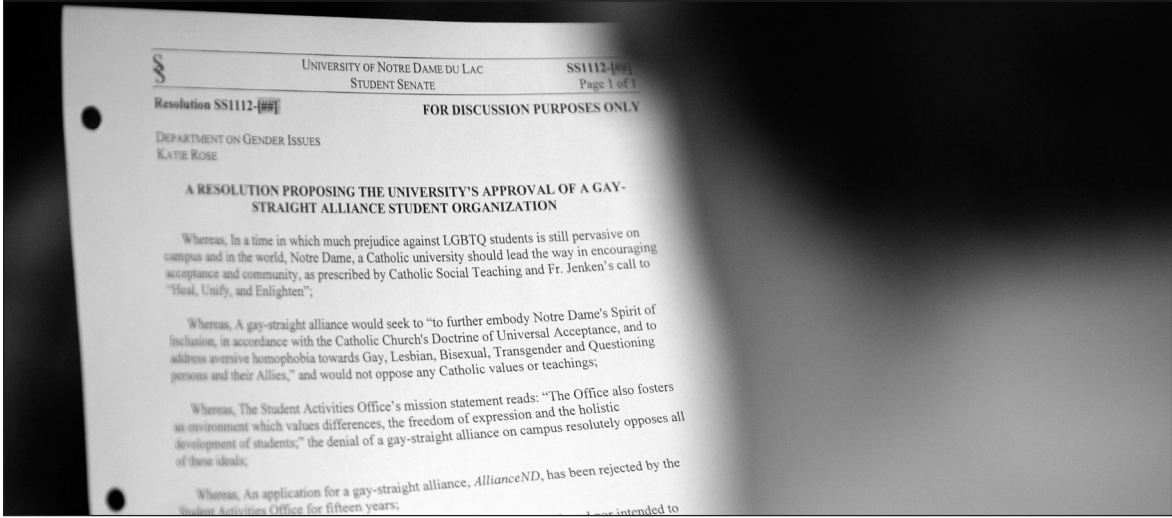 § UNIVERSITY OF NOTRE DAME DU LAC SS1112-[##]
STUDENT SENATE Page 1 of 1
Resolution SS1112-[##] FOR DISCUSSION PURPOSES ONLY
DEPARTMENT ON GENDER ISSUES
KATIE ROSE
A RESOLUTION PROPOSING THE UNIVERSITY'S APPROVAL OF A GAY-
STRAIGHT ALLIANCE STUDENT ORGANIZATION
Whereas, In a time in which much prejudice against LGBTQ students is still pervasive on
campus and in the world, Notre Dame, a Catholic university should lead the way in encouraging
acceptance and community, as prescribed by Catholic Social Teaching and Fr. Jenken's call to
"Heal, Unify, and Enlighten";
Whereas, A gay-straight alliance would seek to "to further embody Notre Dame's Spirit of
Inclusion, in accordance with the Catholic Church's Doctrine of Universal Acceptance, and to
address aversive homophobia towards Gay, Lesbian, Bisexual, Transgender and Questioning
persons and their Allies," and would not oppose any Catholic values or teachings;
Whereas, The Student Activities Office's mission statement reads: "The Office also fosters
an environment which values differences, the freedom of expression and the holistic
development of students;" the denial of a gay-straight alliance on campus resolutely opposes all
of these ideals;
Whereas, An application for a gay-straight alliance, AllianceND, has been rejected by the
Student Activities Office for fifteen years;
intended to